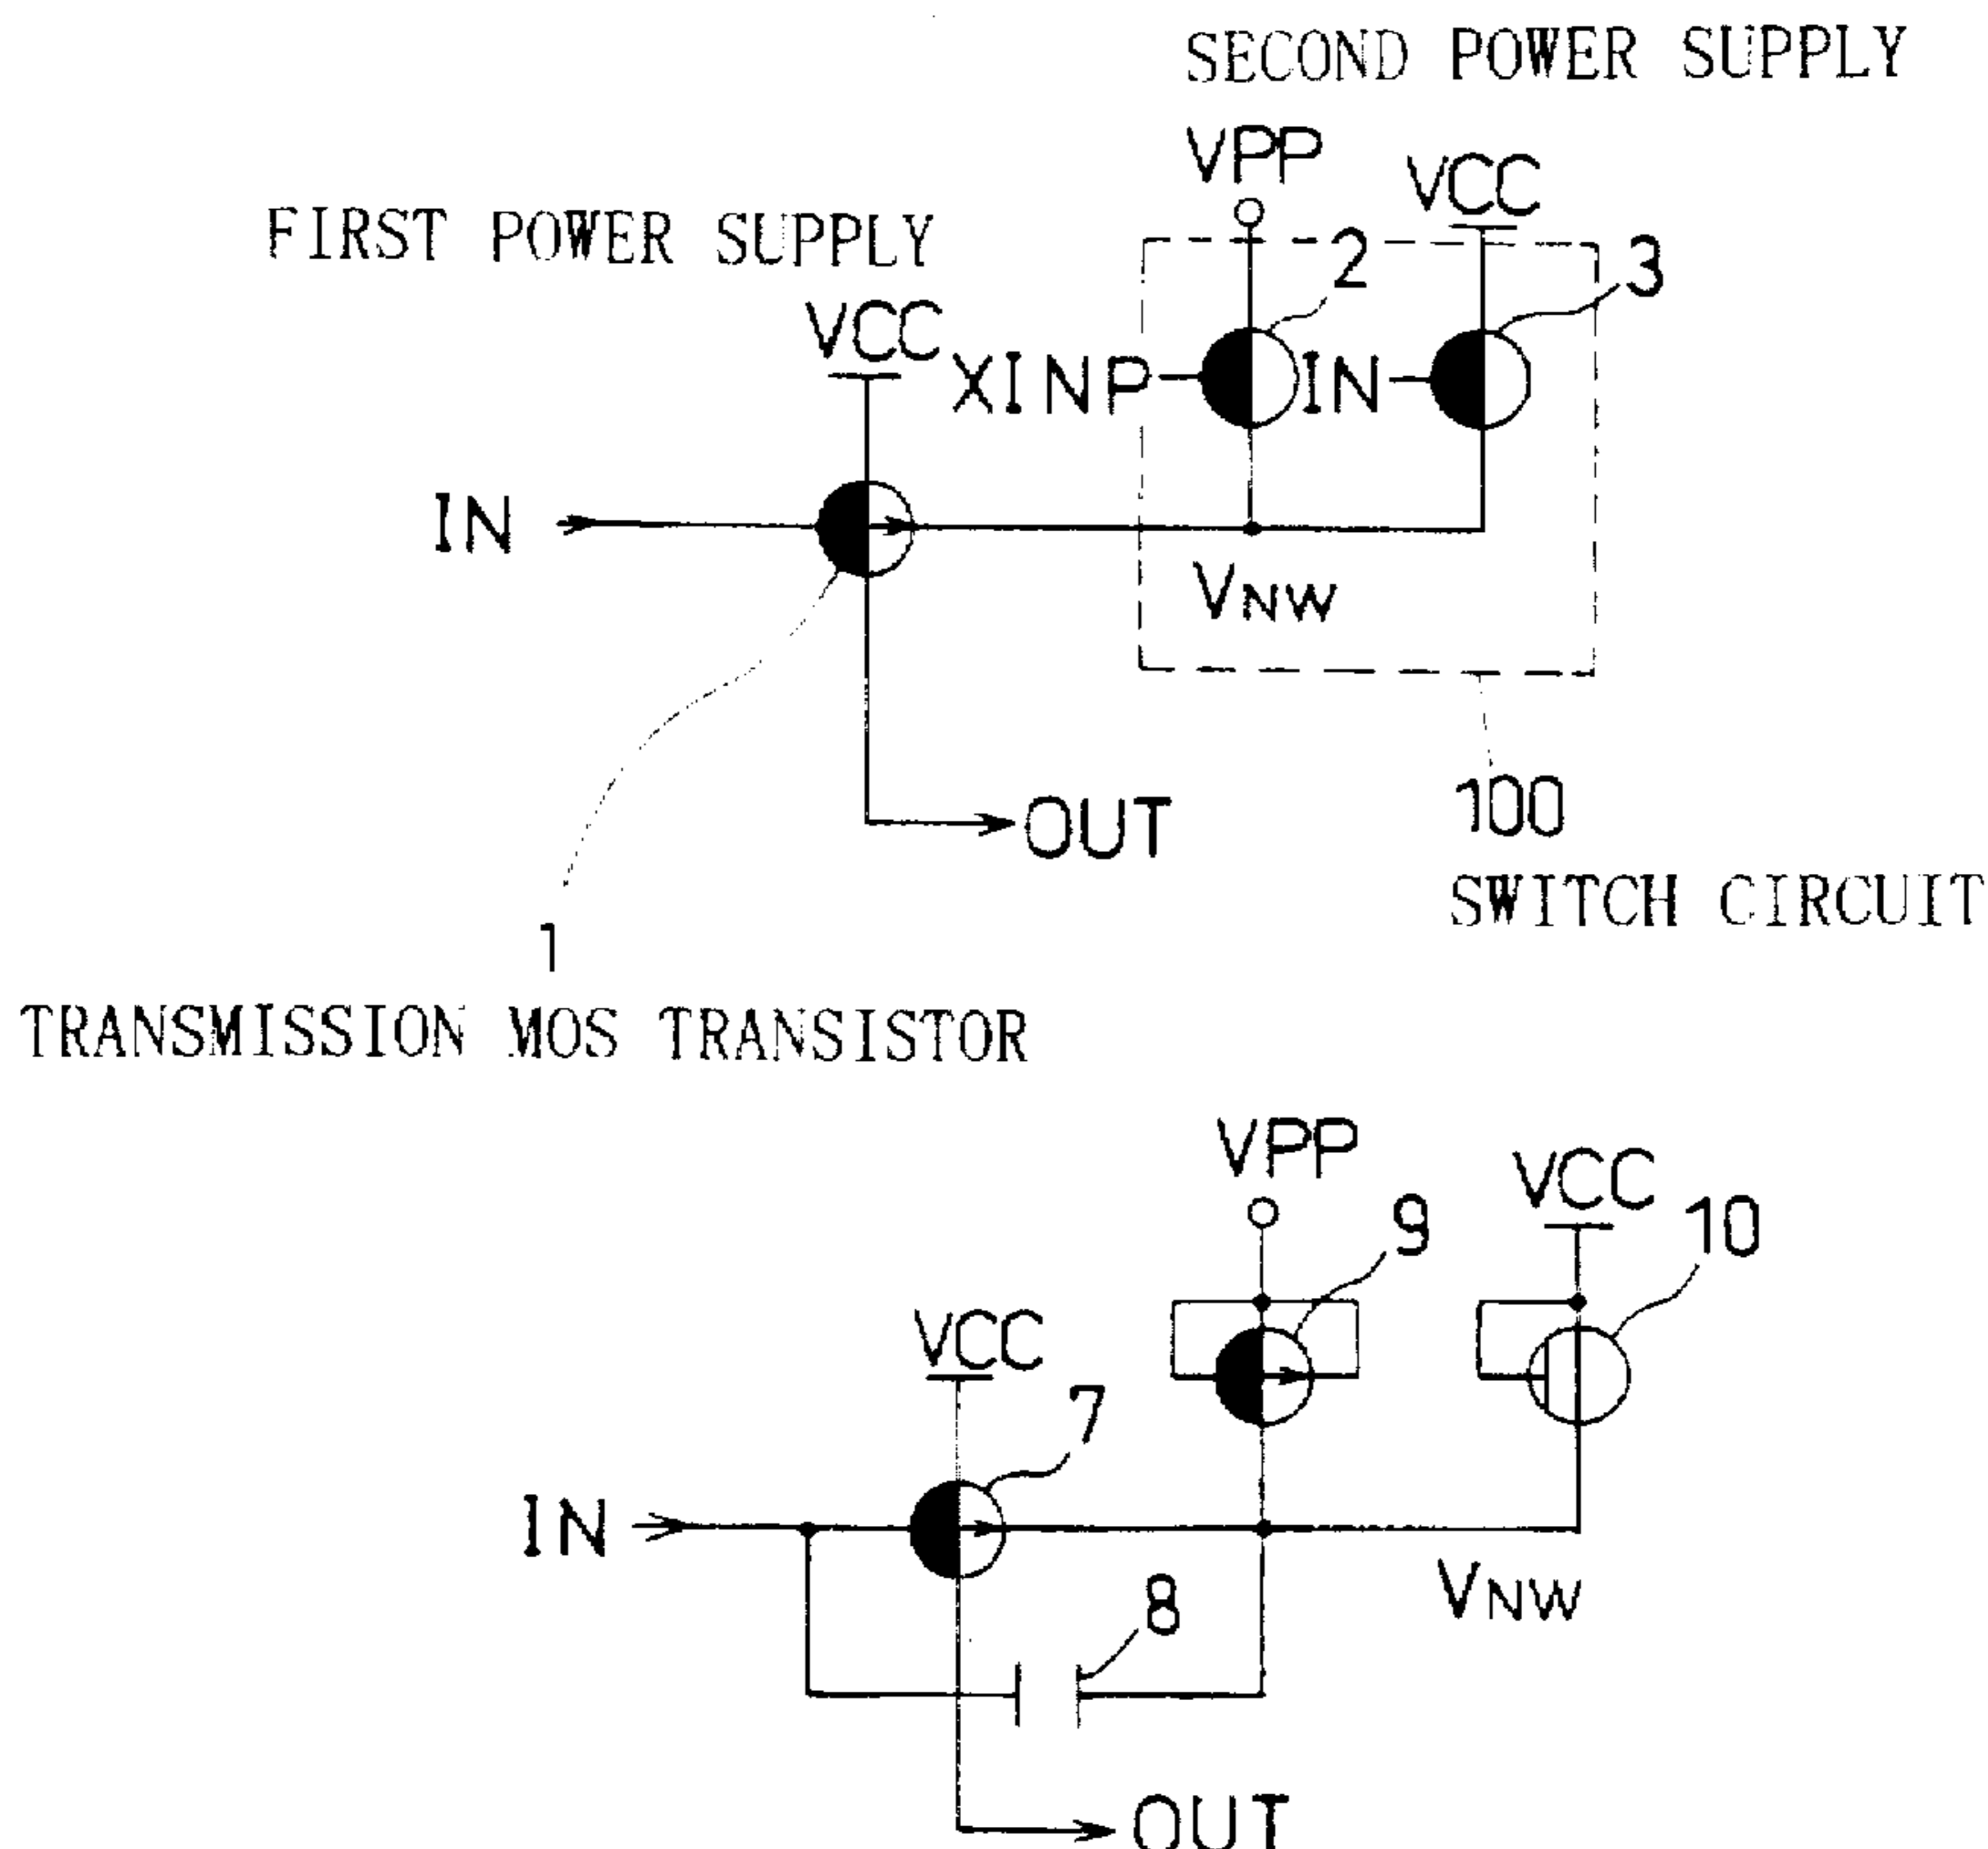 SECOND POWER SUPPLY
VPP
VCC
FIRST POWER SUPPLY
2
3
VCC
XINP
IN
IN
VNW
OUT
100
SWITCH CIRCUIT
1
TRANSMISSION MOS TRANSISTOR
VPP
VCC
9
10
VCC
7
IN
8
VNW
OUT